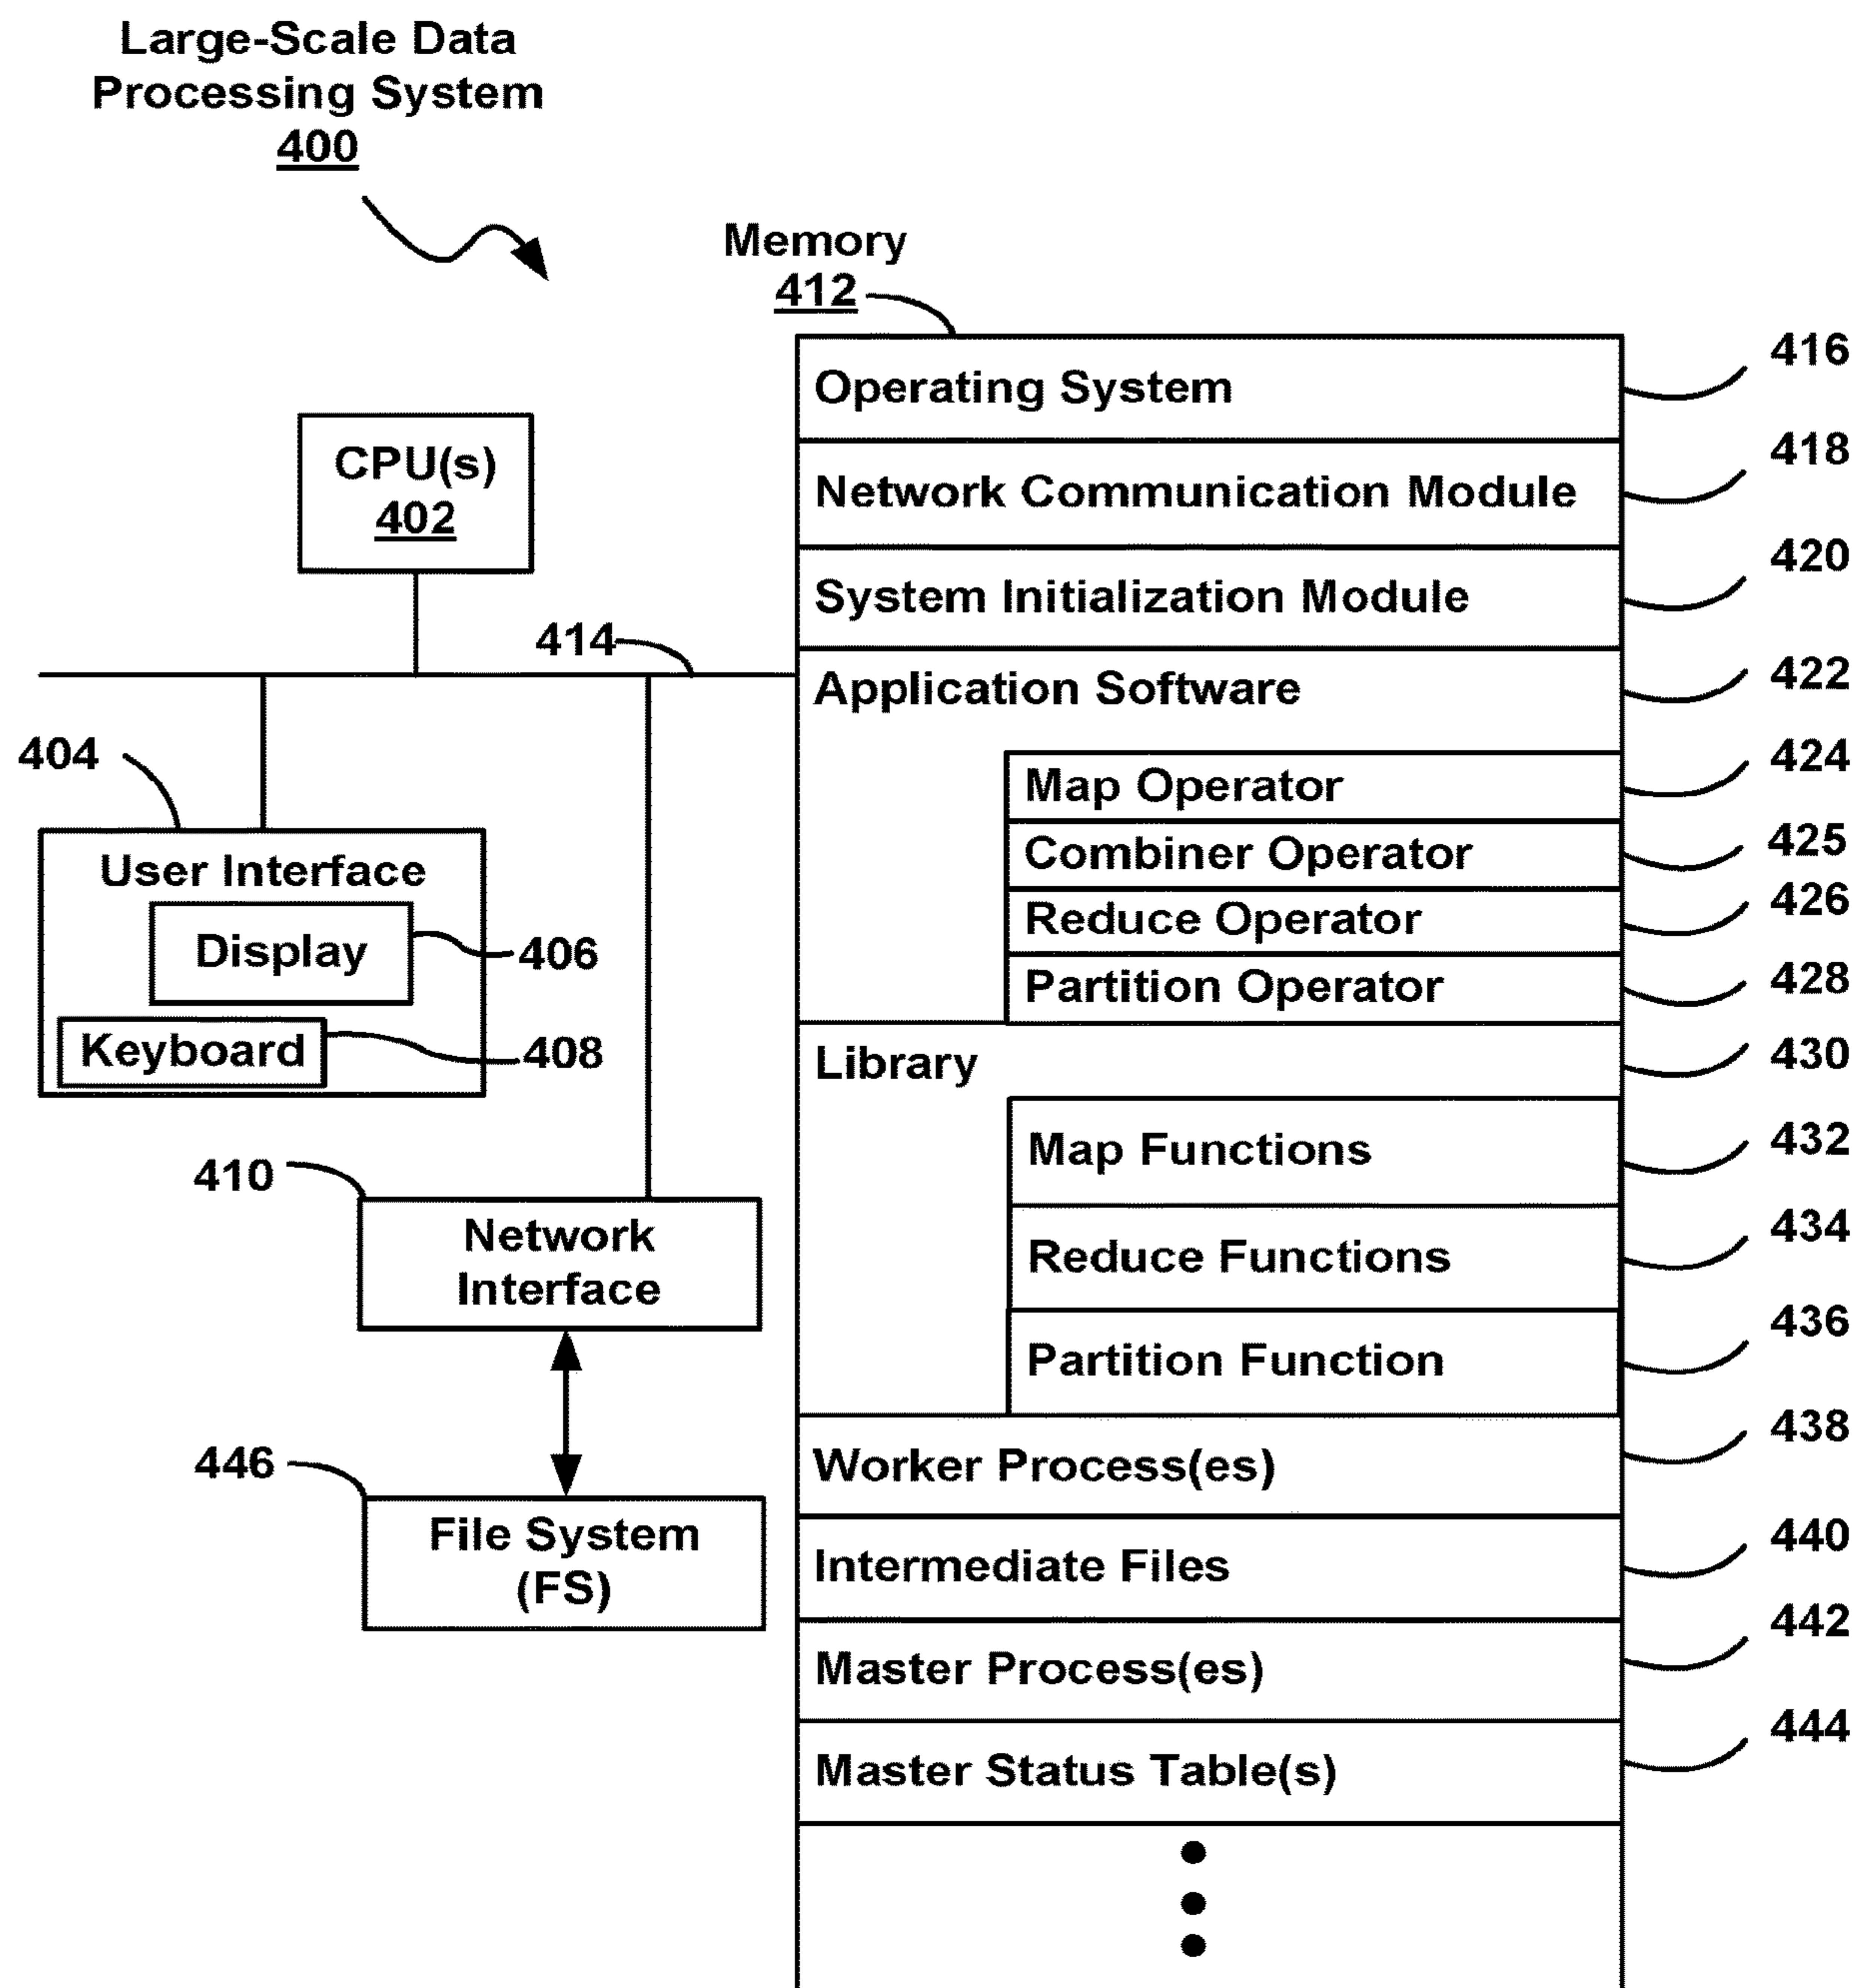 Large-Scale Data
Processing System
400
Memory
412
Operating System
416
Network Communication Module
418
System Initialization Module
420
Application Software
422
Map Operator
424
Combiner Operator
425
Reduce Operator
426
Partition Operator
428
Library
430
Map Functions
432
Reduce Functions
434
Partition Function
436
Worker Process(es)
438
Intermediate Files
440
Master Process(es)
442
Master Status Table(s)
444
CPU(s)
402
414
404
User Interface
Display
406
Keyboard
408
410
Network
Interface
446
File System
(FS)